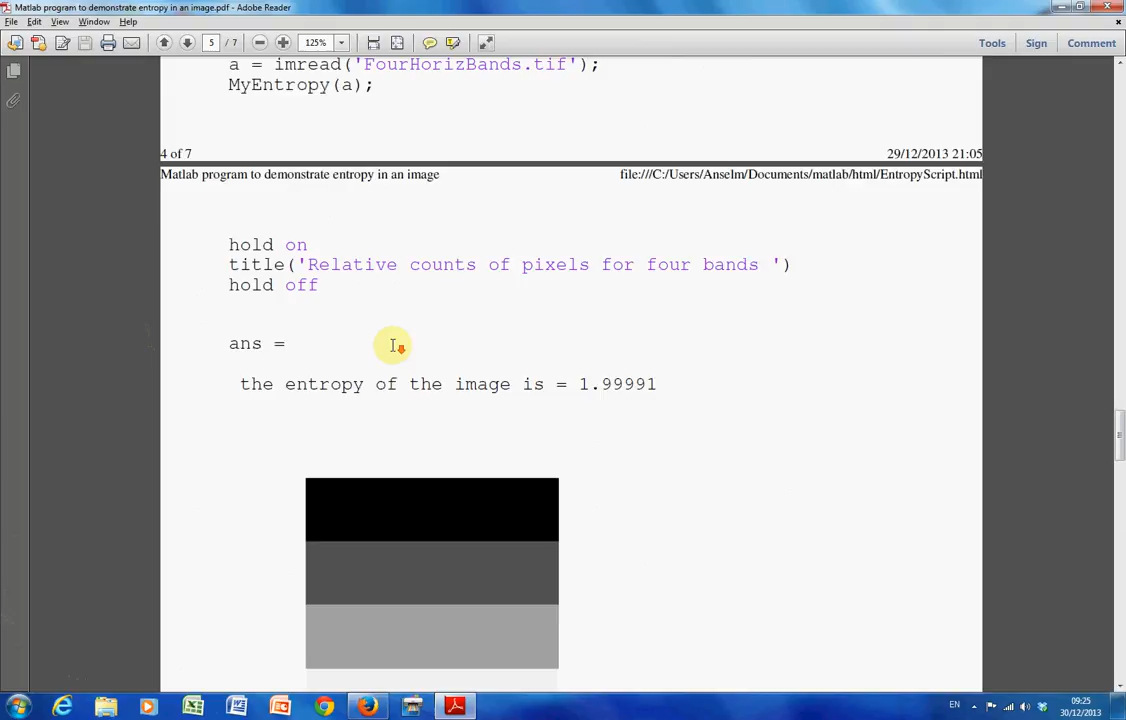 Matlab program to demonstrate entropy in an image.pdf - Adobe Reader
File Edit View Window Help
5 / 7 125% Tools Sign Comment
a = imread('FourHorizBands.tif');
MyEntropy(a);
4 of 7 29/12/2013 21:05
Matlab program to demonstrate entropy in an image file:///C:/Users/Anselm/Documents/matlab/html/EntropyScript.html
hold on
title('Relative counts of pixels for four bands ')
hold off
ans =
the entropy of the image is = 1.99991
EN 09:25
30/12/2013